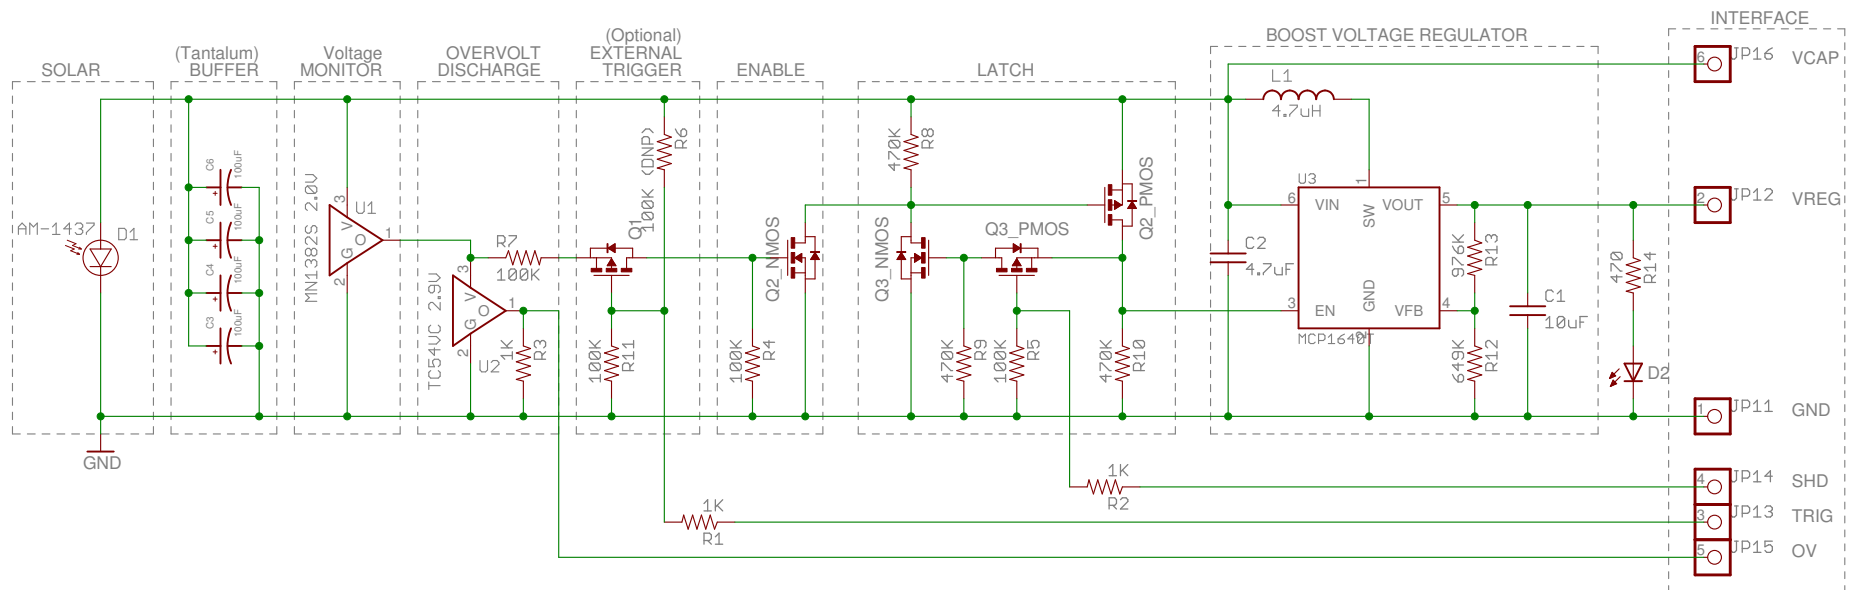 SOLAR
(Tantalum)
BUFFER
Voltage
MONITOR
OVERVOLT
DISCHARGE
(Optional)
EXTERNAL
TRIGGER
ENABLE
LATCH
BOOST VOLTAGE REGULATOR
INTERFACE
AM-1437
D1
GND
C6
100uF
C5
100uF
C4
100uF
C3
100uF
MN1382S 2.0V
U1
3
V
O
G
1
2
TC54VC 2.9V
U2
3
V
O
G
1
2
R7
100K
1K
R3
Q1
100K (DNP)
R6
100K
R11
100K
R4
Q2_NMOS
470K
R8
Q3_NMOS
Q3_PMOS
Q2_PMOS
470K
R9
100K
R5
470K
R10
L1
4.7uH
C2
4.7uF
U3
1
SW
6
VIN
VOUT
5
3
EN
GND
VFB
4
2
MCP1640T
976K
R13
649K
R12
C1
10uF
470
R14
D2
6
JP16
VCAP
2
JP12
VREG
1
JP11
GND
1K
R2
4
JP14
SHD
1K
R1
3
JP13
TRIG
5
JP15
OV